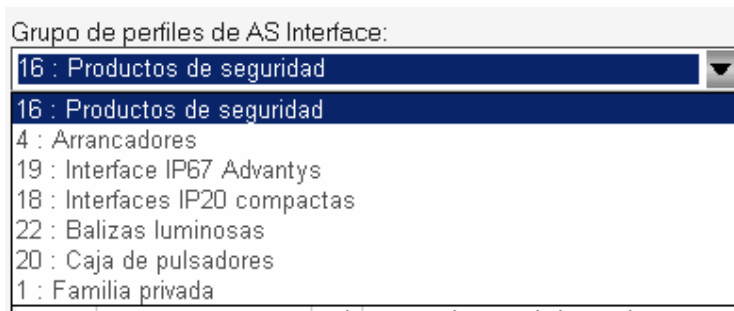 Grupo de perfiles de AS Interface:
16 : Productos de seguridad
16 : Productos de seguridad
4 : Arrancadores
19 : Interface IP67 Advantys
18 : Interfaces IP20 compactas
22 : Balizas luminosas
20 : Caja de pulsadores
1 : Familia privada